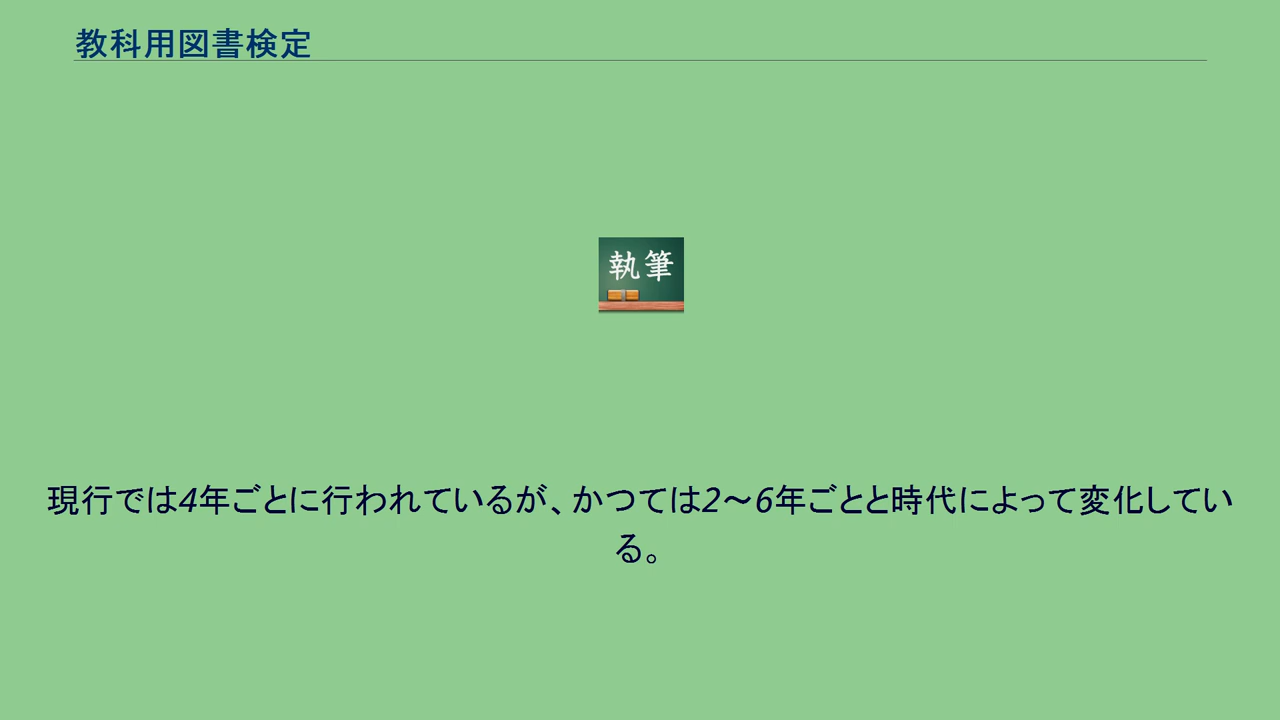 教科用図書検定
執筆
現行では4年ごとに行われているが、かつては2〜6年ごとと時代によって変化してい
る。